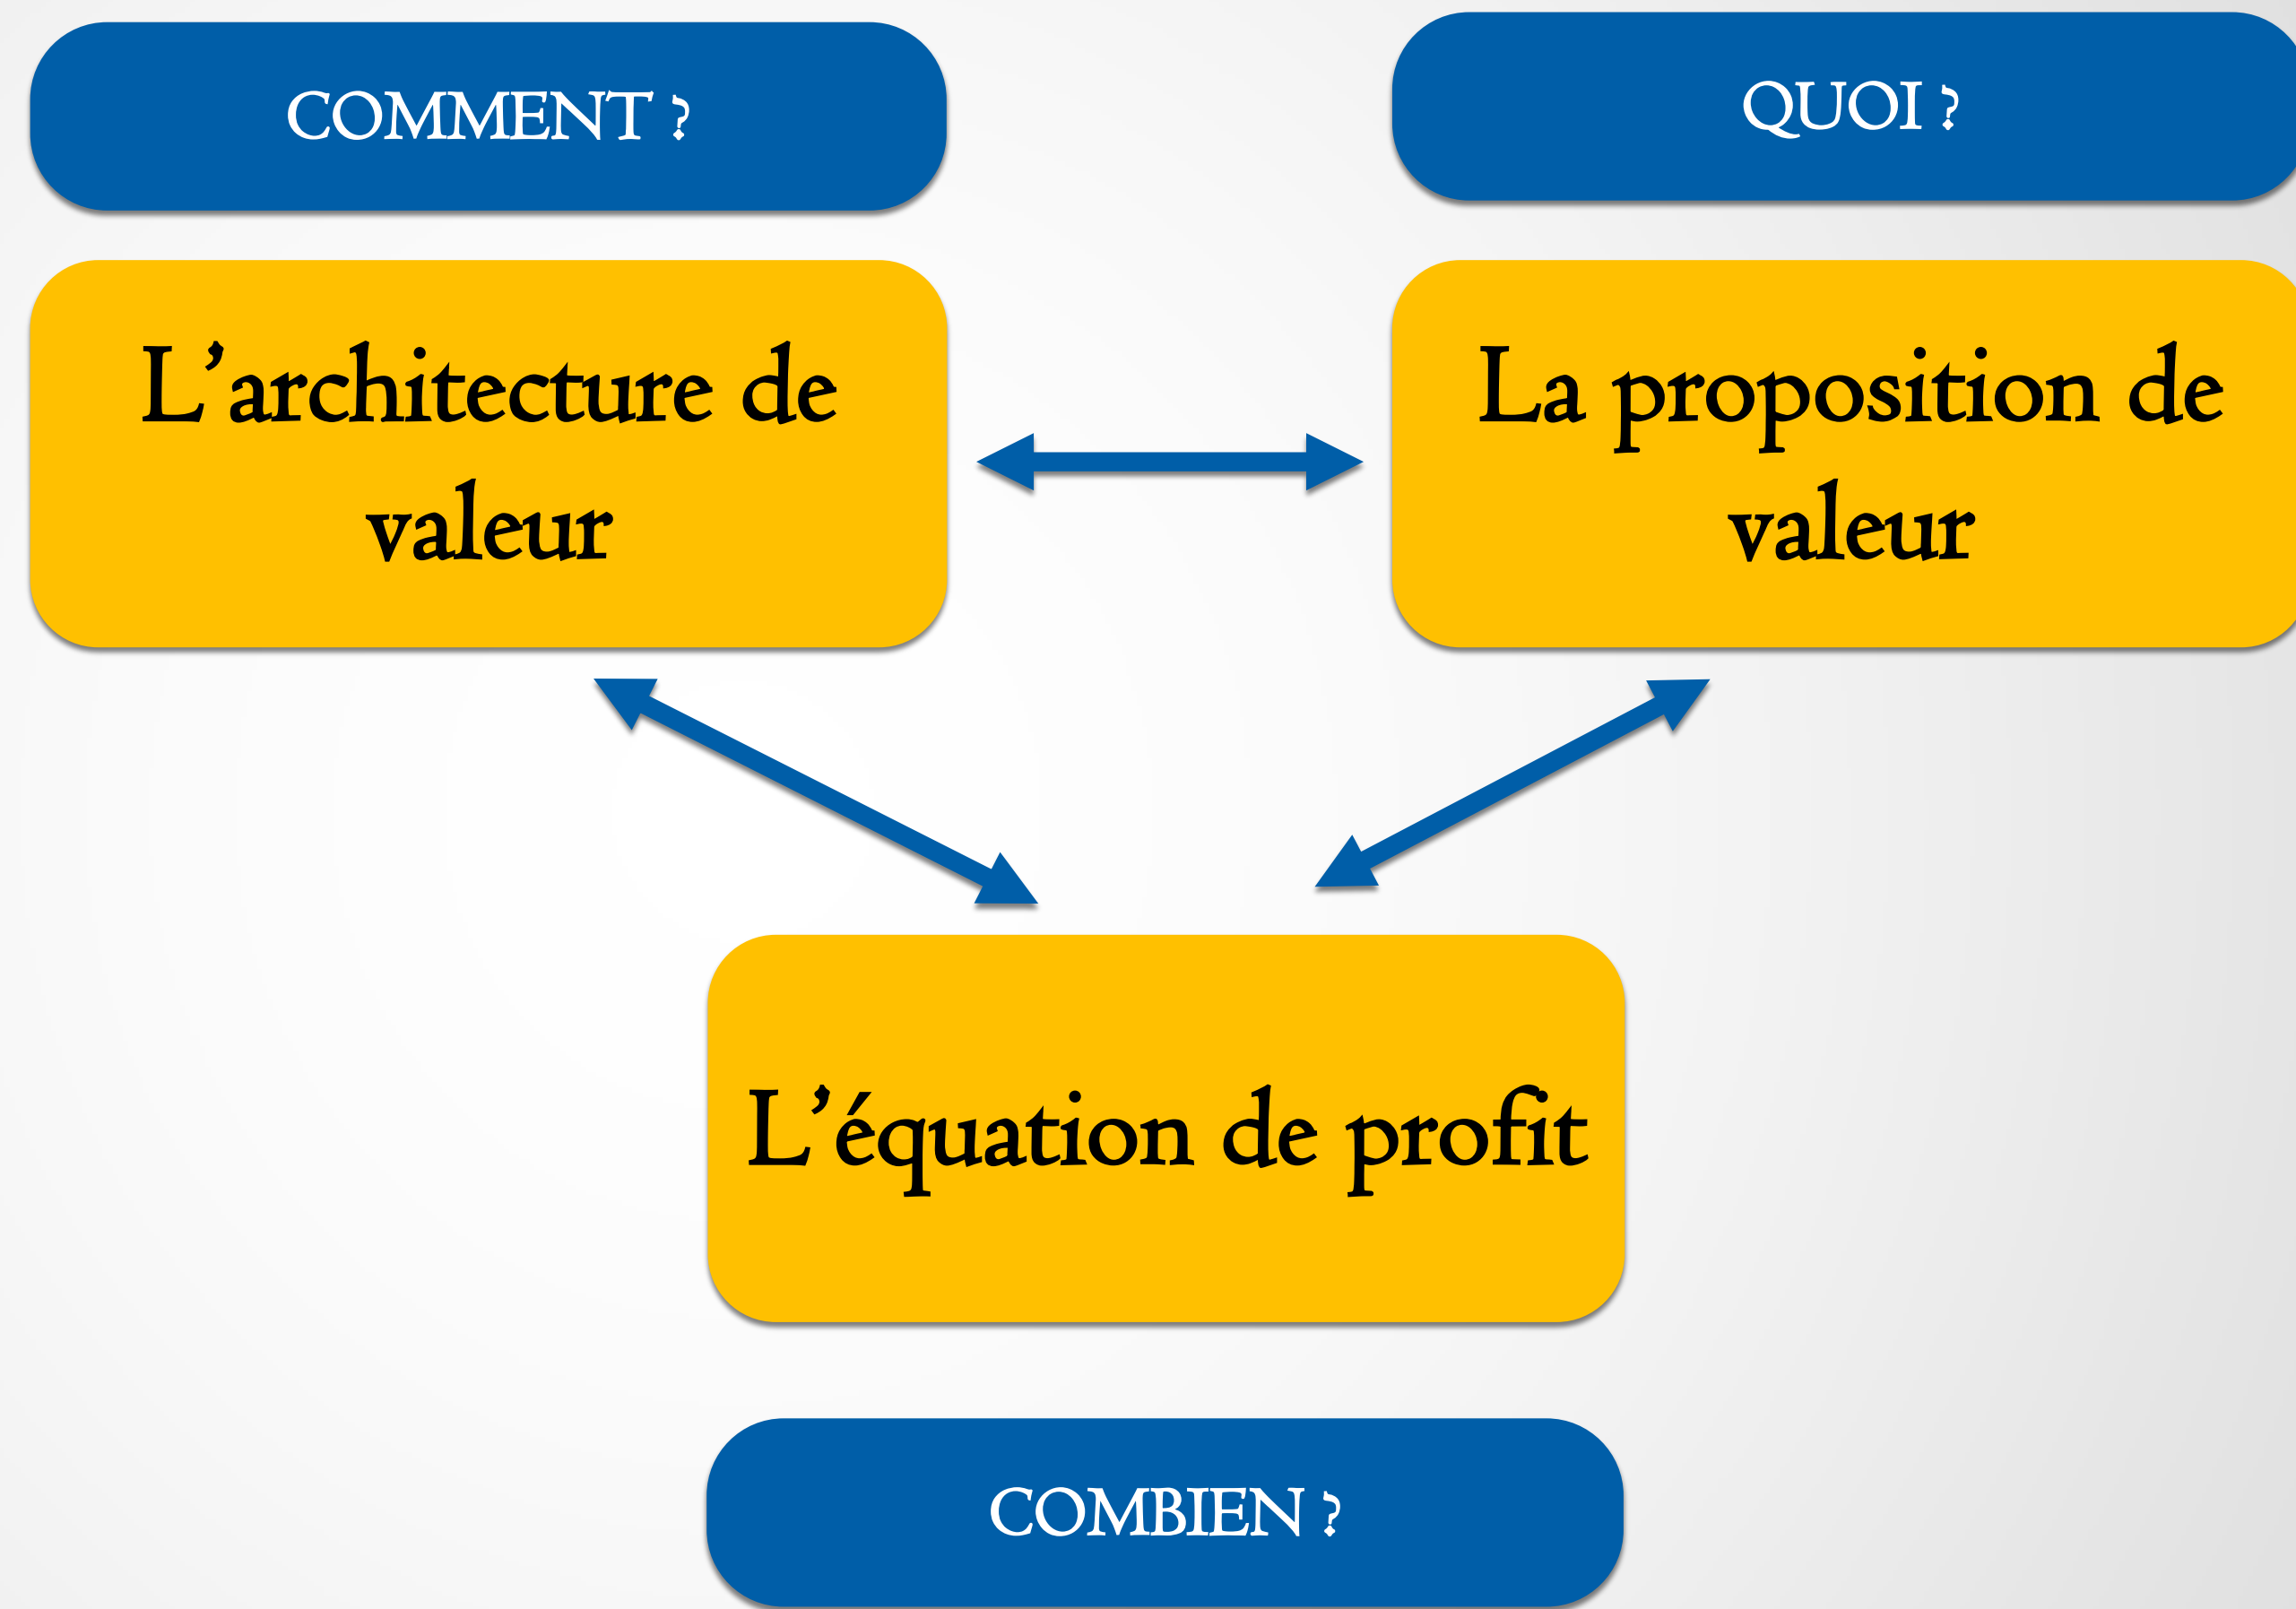 COMMENT ?
QUOI ?
L’architecture de
valeur
La proposition de
valeur
L’équation de profit
COMBIEN ?